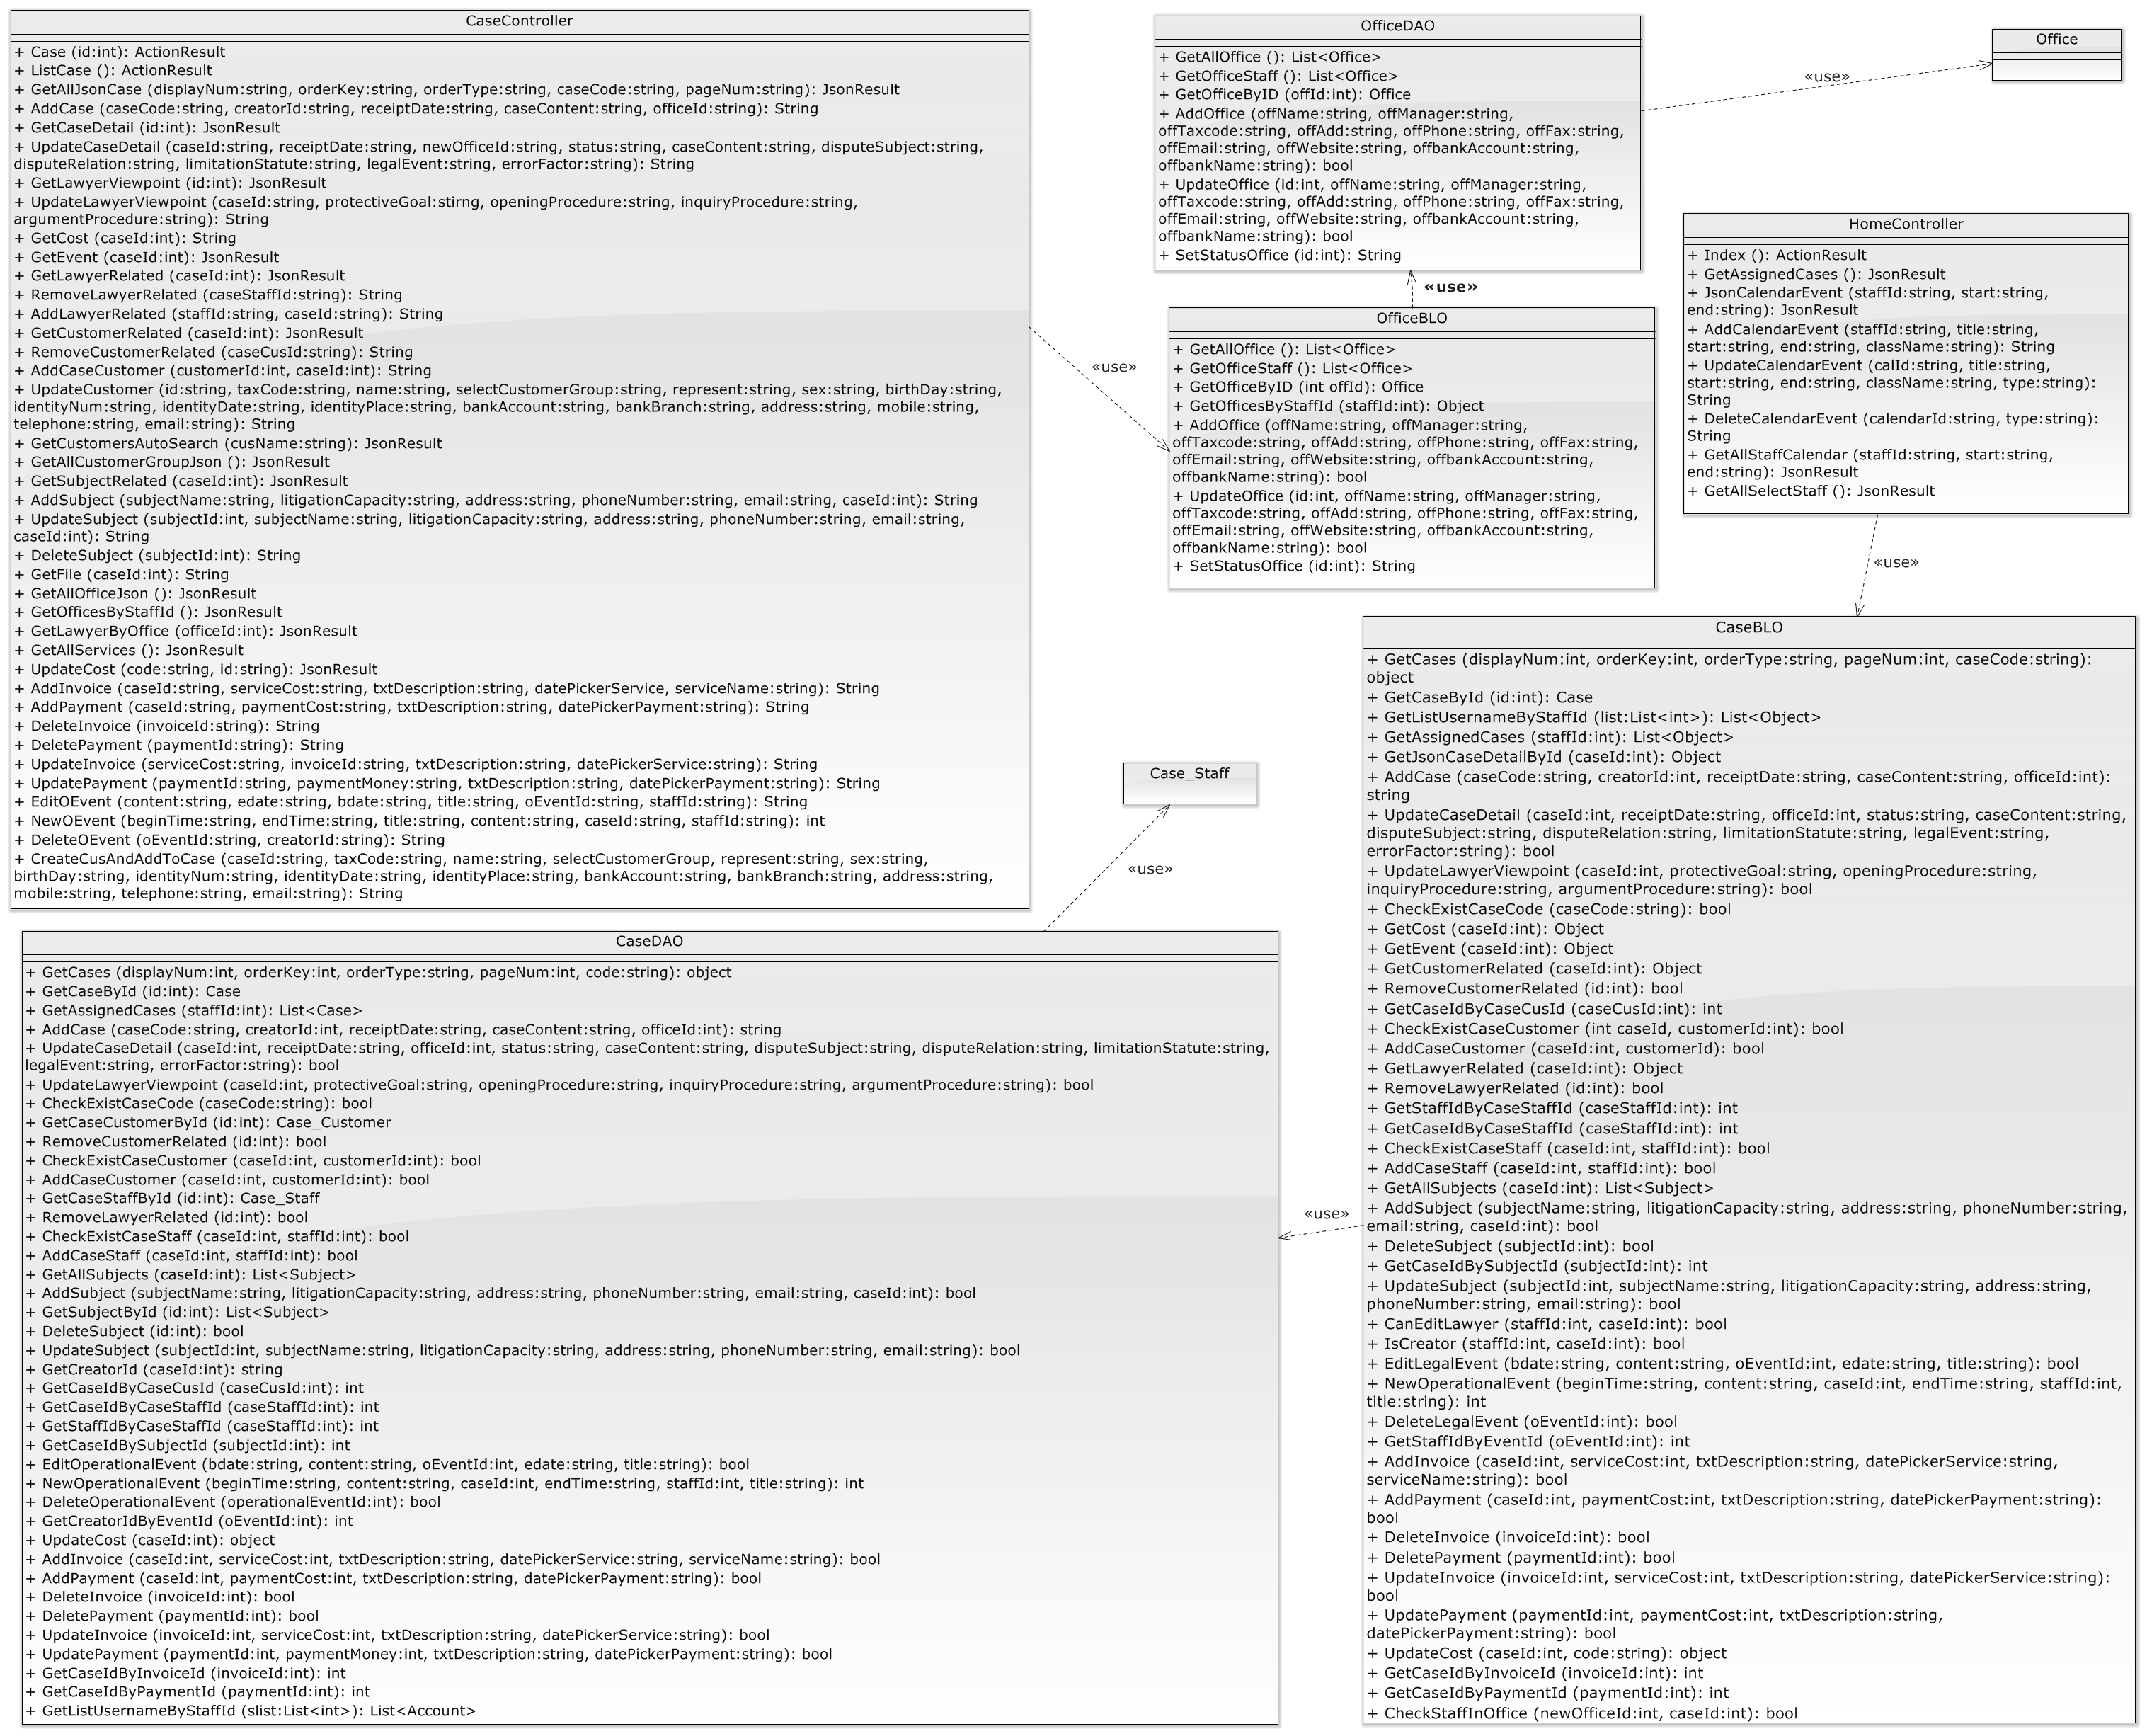 CaseController
+ Case (id:int): ActionResult
+ ListCase (): ActionResult
+ GetAllJsonCase (displayNum:string, orderKey:string, orderType:string, caseCode:string, pageNum:string): JsonResult
+ AddCase (caseCode:string, creatorId:string, receiptDate:string, caseContent:string, officeId:string): String
+ GetCaseDetail (id:int): JsonResult
+ UpdateCaseDetail (caseId:string, receiptDate:string, newOfficeId:string, status:string, caseContent:string, disputeSubject:string,
disputeRelation:string, limitationStatute:string, legalEvent:string, errorFactor:string): String
+ GetLawyerViewpoint (id:int): JsonResult
+ UpdateLawyerViewpoint (caseId:string, protectiveGoal:stirng, openingProcedure:string, inquiryProcedure:string,
argumentProcedure:string): String
+ GetCost (caseId:int): String
+ GetEvent (caseId:int): JsonResult
+ GetLawyerRelated (caseId:int): JsonResult
+ RemoveLawyerRelated (caseStaffId:string): String
+ AddLawyerRelated (staffId:string, caseId:string): String
+ GetCustomerRelated (caseId:int): JsonResult
+ RemoveCustomerRelated (caseCusId:string): String
+ AddCaseCustomer (customerId:int, caseId:int): String
+ UpdateCustomer (id:string, taxCode:string, name:string, selectCustomerGroup:string, represent:string, sex:string, birthDay:string,
identityNum:string, identityDate:string, identityPlace:string, bankAccount:string, bankBranch:string, address:string, mobile:string,
telephone:string, email:string): String
+ GetCustomersAutoSearch (cusName:string): JsonResult
+ GetAllCustomerGroupJson (): JsonResult
+ GetSubjectRelated (caseId:int): JsonResult
+ AddSubject (subjectName:string, litigationCapacity:string, address:string, phoneNumber:string, email:string, caseId:int): String
+ UpdateSubject (subjectId:int, subjectName:string, litigationCapacity:string, address:string, phoneNumber:string, email:string,
caseId:int): String
+ DeleteSubject (subjectId:int): String
+ GetFile (caseId:int): String
+ GetAllOfficeJson (): JsonResult
+ GetOfficesByStaffId (): JsonResult
+ GetLawyerByOffice (officeId:int): JsonResult
+ GetAllServices (): JsonResult
+ UpdateCost (code:string, id:string): JsonResult
+ AddInvoice (caseId:string, serviceCost:string, txtDescription:string, datePickerService, serviceName:string): String
+ AddPayment (caseId:string, paymentCost:string, txtDescription:string, datePickerPayment:string): String
+ DeleteInvoice (invoiceId:string): String
+ DeletePayment (paymentId:string): String
+ UpdateInvoice (serviceCost:string, invoiceId:string, txtDescription:string, datePickerService:string): String
+ UpdatePayment (paymentId:string, paymentMoney:string, txtDescription:string, datePickerPayment:string): String
+ EditOEvent (content:string, edate:string, bdate:string, title:string, oEventId:string, staffId:string): String
+ NewOEvent (beginTime:string, endTime:string, title:string, content:string, caseId:string, staffId:string): int
+ DeleteOEvent (oEventId:string, creatorId:string): String
+ CreateCusAndAddToCase (caseId:string, taxCode:string, name:string, selectCustomerGroup, represent:string, sex:string,
birthDay:string, identityNum:string, identityDate:string, identityPlace:string, bankAccount:string, bankBranch:string, address:string,
mobile:string, telephone:string, email:string): String
OfficeDAO
+ GetAllOffice (): List<Office>
+ GetOfficeStaff (): List<Office>
+ GetOfficeByID (offId:int): Office
+ AddOffice (offName:string, offManager:string,
offTaxcode:string, offAdd:string, offPhone:string, offFax:string,
offEmail:string, offWebsite:string, offbankAccount:string,
offbankName:string): bool
+ UpdateOffice (id:int, offName:string, offManager:string,
offTaxcode:string, offAdd:string, offPhone:string, offFax:string,
offEmail:string, offWebsite:string, offbankAccount:string,
offbankName:string): bool
+ SetStatusOffice (id:int): String
«use»
Office
«use»
OfficeBLO
+ GetAllOffice (): List<Office>
+ GetOfficeStaff (): List<Office>
+ GetOfficeByID (int offId): Office
+ GetOfficesByStaffId (staffId:int): Object
+ AddOffice (offName:string, offManager:string,
offTaxcode:string, offAdd:string, offPhone:string, offFax:string,
offEmail:string, offWebsite:string, offbankAccount:string,
offbankName:string): bool
+ UpdateOffice (id:int, offName:string, offManager:string,
offTaxcode:string, offAdd:string, offPhone:string, offFax:string,
offEmail:string, offWebsite:string, offbankAccount:string,
offbankName:string): bool
+ SetStatusOffice (id:int): String
«use»
HomeController
+ Index (): ActionResult
+ GetAssignedCases (): JsonResult
+ JsonCalendarEvent (staffId:string, start:string,
end:string): JsonResult
+ AddCalendarEvent (staffId:string, title:string,
start:string, end:string, className:string): String
+ UpdateCalendarEvent (calId:string, title:string,
start:string, end:string, className:string, type:string):
String
+ DeleteCalendarEvent (calendarId:string, type:string):
String
+ GetAllStaffCalendar (staffId:string, start:string,
end:string): JsonResult
+ GetAllSelectStaff (): JsonResult
«use»
Case_Staff
«use»
CaseDAO
+ GetCases (displayNum:int, orderKey:int, orderType:string, pageNum:int, code:string): object
+ GetCaseById (id:int): Case
+ GetAssignedCases (staffId:int): List<Case>
+ AddCase (caseCode:string, creatorId:int, receiptDate:string, caseContent:string, officeId:int): string
+ UpdateCaseDetail (caseId:int, receiptDate:string, officeId:int, status:string, caseContent:string, disputeSubject:string, disputeRelation:string, limitationStatute:string,
legalEvent:string, errorFactor:string): bool
+ UpdateLawyerViewpoint (caseId:int, protectiveGoal:string, openingProcedure:string, inquiryProcedure:string, argumentProcedure:string): bool
+ CheckExistCaseCode (caseCode:string): bool
+ GetCaseCustomerById (id:int): Case_Customer
+ RemoveCustomerRelated (id:int): bool
+ CheckExistCaseCustomer (caseId:int, customerId:int): bool
+ AddCaseCustomer (caseId:int, customerId:int): bool
+ GetCaseStaffById (id:int): Case_Staff
+ RemoveLawyerRelated (id:int): bool
+ CheckExistCaseStaff (caseId:int, staffId:int): bool
+ AddCaseStaff (caseId:int, staffId:int): bool
+ GetAllSubjects (caseId:int): List<Subject>
+ AddSubject (subjectName:string, litigationCapacity:string, address:string, phoneNumber:string, email:string, caseId:int): bool
+ GetSubjectById (id:int): List<Subject>
+ DeleteSubject (id:int): bool
+ UpdateSubject (subjectId:int, subjectName:string, litigationCapacity:string, address:string, phoneNumber:string, email:string): bool
+ GetCreatorId (caseId:int): string
+ GetCaseIdByCaseCusId (caseCusId:int): int
+ GetCaseIdByCaseStaffId (caseStaffId:int): int
+ GetStaffIdByCaseStaffId (caseStaffId:int): int
+ GetCaseIdBySubjectId (subjectId:int): int
+ EditOperationalEvent (bdate:string, content:string, oEventId:int, edate:string, title:string): bool
+ NewOperationalEvent (beginTime:string, content:string, caseId:int, endTime:string, staffId:int, title:string): int
+ DeleteOperationalEvent (operationalEventId:int): bool
+ GetCreatorIdByEventId (oEventId:int): int
+ UpdateCost (caseId:int): object
+ AddInvoice (caseId:int, serviceCost:int, txtDescription:string, datePickerService:string, serviceName:string): bool
+ AddPayment (caseId:int, paymentCost:int, txtDescription:string, datePickerPayment:string): bool
+ DeleteInvoice (invoiceId:int): bool
+ DeletePayment (paymentId:int): bool
+ UpdateInvoice (invoiceId:int, serviceCost:int, txtDescription:string, datePickerService:string): bool
+ UpdatePayment (paymentId:int, paymentMoney:int, txtDescription:string, datePickerPayment:string): bool
+ GetCaseIdByInvoiceId (invoiceId:int): int
+ GetCaseIdByPaymentId (paymentId:int): int
+ GetListUsernameByStaffId (slist:List<int>): List<Account>
«use»
CaseBLO
+ GetCases (displayNum:int, orderKey:int, orderType:string, pageNum:int, caseCode:string):
object
+ GetCaseById (id:int): Case
+ GetListUsernameByStaffId (list:List<int>): List<Object>
+ GetAssignedCases (staffId:int): List<Object>
+ GetJsonCaseDetailById (caseId:int): Object
+ AddCase (caseCode:string, creatorId:int, receiptDate:string, caseContent:string, officeId:int):
string
+ UpdateCaseDetail (caseId:int, receiptDate:string, officeId:int, status:string, caseContent:string,
disputeSubject:string, disputeRelation:string, limitationStatute:string, legalEvent:string,
errorFactor:string): bool
+ UpdateLawyerViewpoint (caseId:int, protectiveGoal:string, openingProcedure:string,
inquiryProcedure:string, argumentProcedure:string): bool
+ CheckExistCaseCode (caseCode:string): bool
+ GetCost (caseId:int): Object
+ GetEvent (caseId:int): Object
+ GetCustomerRelated (caseId:int): Object
+ RemoveCustomerRelated (id:int): bool
+ GetCaseIdByCaseCusId (caseCusId:int): int
+ CheckExistCaseCustomer (int caseId, customerId:int): bool
+ AddCaseCustomer (caseId:int, customerId): bool
+ GetLawyerRelated (caseId:int): Object
+ RemoveLawyerRelated (id:int): bool
+ GetStaffIdByCaseStaffId (caseStaffId:int): int
+ GetCaseIdByCaseStaffId (caseStaffId:int): int
+ CheckExistCaseStaff (caseId:int, staffId:int): bool
+ AddCaseStaff (caseId:int, staffId:int): bool
+ GetAllSubjects (caseId:int): List<Subject>
+ AddSubject (subjectName:string, litigationCapacity:string, address:string, phoneNumber:string,
email:string, caseId:int): bool
+ DeleteSubject (subjectId:int): bool
+ GetCaseIdBySubjectId (subjectId:int): int
+ UpdateSubject (subjectId:int, subjectName:string, litigationCapacity:string, address:string,
phoneNumber:string, email:string): bool
+ CanEditLawyer (staffId:int, caseId:int): bool
+ IsCreator (staffId:int, caseId:int): bool
+ EditLegalEvent (bdate:string, content:string, oEventId:int, edate:string, title:string): bool
+ NewOperationalEvent (beginTime:string, content:string, caseId:int, endTime:string, staffId:int,
title:string): int
+ DeleteLegalEvent (oEventId:int): bool
+ GetStaffIdByEventId (oEventId:int): int
+ AddInvoice (caseId:int, serviceCost:int, txtDescription:string, datePickerService:string,
serviceName:string): bool
+ AddPayment (caseId:int, paymentCost:int, txtDescription:string, datePickerPayment:string):
bool
+ DeleteInvoice (invoiceId:int): bool
+ DeletePayment (paymentId:int): bool
+ UpdateInvoice (invoiceId:int, serviceCost:int, txtDescription:string, datePickerService:string):
bool
+ UpdatePayment (paymentId:int, paymentCost:int, txtDescription:string,
datePickerPayment:string): bool
+ UpdateCost (caseId:int, code:string): object
+ GetCaseIdByInvoiceId (invoiceId:int): int
+ GetCaseIdByPaymentId (paymentId:int): int
+ CheckStaffInOffice (newOfficeId:int, caseId:int): bool